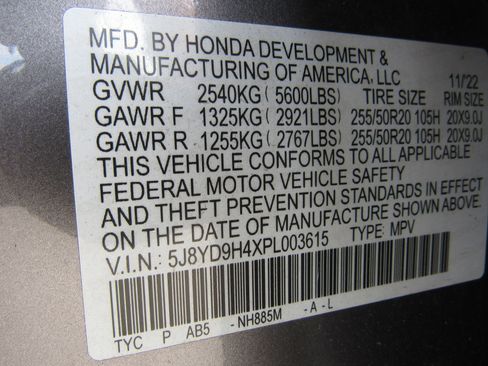 MFD. BY HONDA DEVELOPMENT &
MANUFACTURING OF AMERICA, LLC 11/22
GVWR 2540KG ( 5600LBS) TIRE SIZE RIM SIZE
GAWR F 1325KG ( 2921LBS) 255/50R20 105H 20X9.0J
GAWR R 1255KG ( 2767LBS) 255/50R20 105H 20X9.0J
THIS VEHICLE CONFORMS TO ALL APPLICABLE
FEDERAL MOTOR VEHICLE SAFETY
AND THEFT PREVENTION STANDARDS IN EFFECT
ON THE DATE OF MANUFACTURE SHOWN ABOVE.
V.I.N.: 5J8YD9H4XPL003615 TYPE: MPV
TYC P AB5 -NH885M -A-L